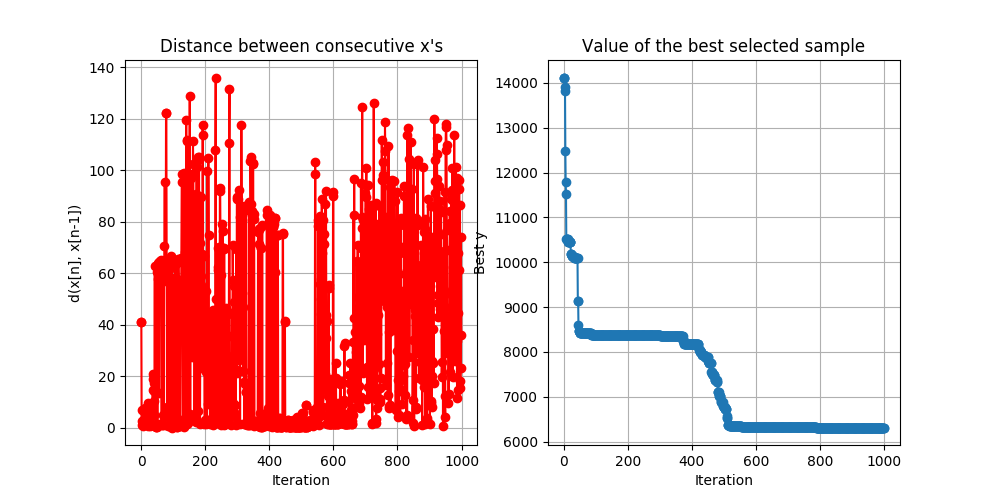 Distance between consecutive x's
d(x[n], x[n-1])
140
120
100
80
60
40
20
0
0 200 400 600 800 1000
Iteration
Value of the best selected sample
Best y
14000
13000
12000
11000
10000
9000
8000
7000
6000
0 200 400 600 800 1000
Iteration